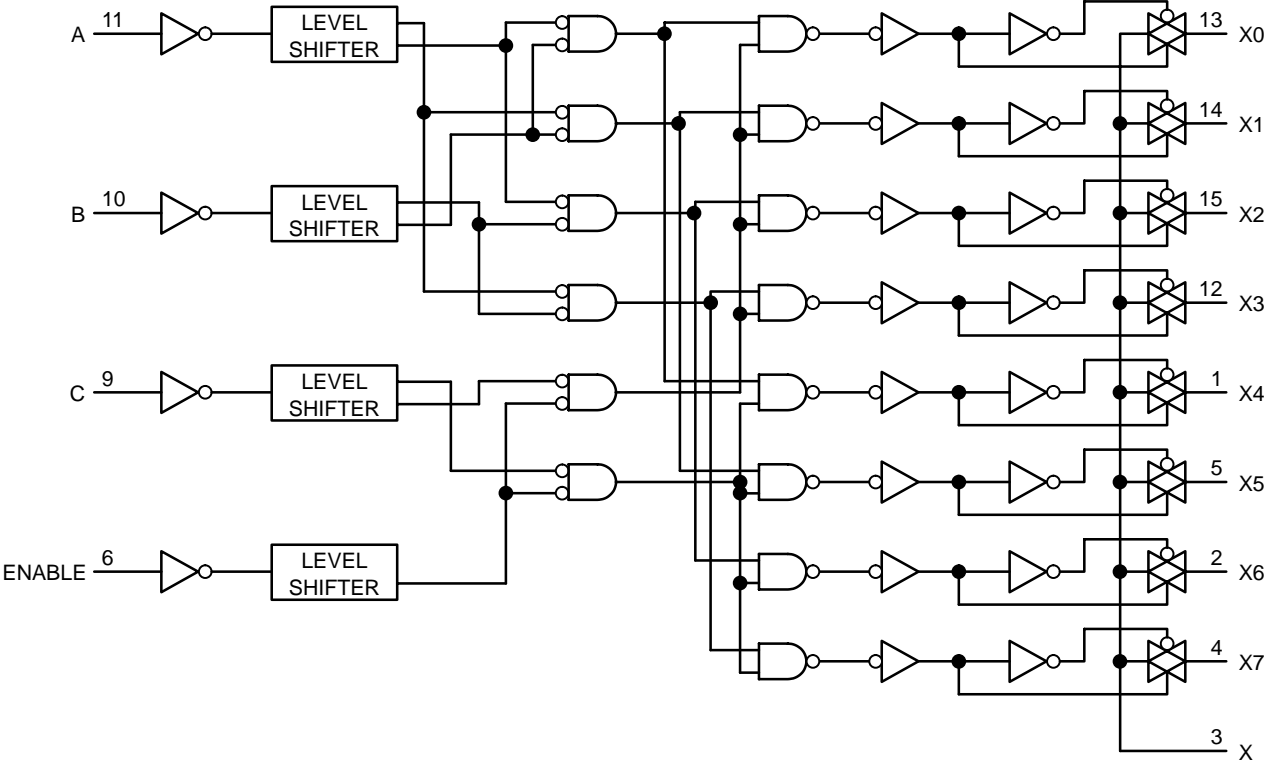 A 11 LEVEL SHIFTER 13 X0
14 X1
B 10 LEVEL SHIFTER 15 X2
12 X3
C 9 LEVEL SHIFTER 1 X4
5 X5
ENABLE 6 LEVEL SHIFTER 2 X6
4 X7
3 X